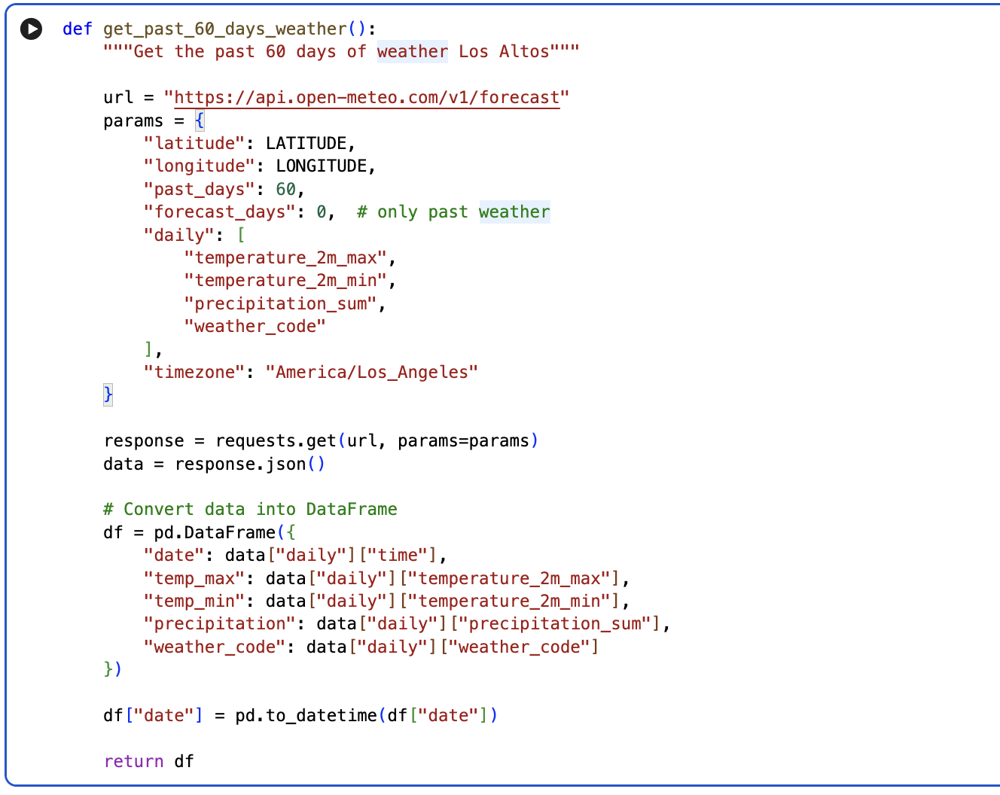 def get_past_60_days_weather():
    """Get the past 60 days of weather Los Altos"""

    url = "https://api.open-meteo.com/v1/forecast"
    params = {
        "latitude": LATITUDE,
        "longitude": LONGITUDE,
        "past_days": 60,
        "forecast_days": 0,  # only past weather
        "daily": [
            "temperature_2m_max",
            "temperature_2m_min",
            "precipitation_sum",
            "weather_code"
        ],
        "timezone": "America/Los_Angeles"
    }

    response = requests.get(url, params=params)
    data = response.json()

    # Convert data into DataFrame
    df = pd.DataFrame({
        "date": data["daily"]["time"],
        "temp_max": data["daily"]["temperature_2m_max"],
        "temp_min": data["daily"]["temperature_2m_min"],
        "precipitation": data["daily"]["precipitation_sum"],
        "weather_code": data["daily"]["weather_code"]
    })

    df["date"] = pd.to_datetime(df["date"])

    return df